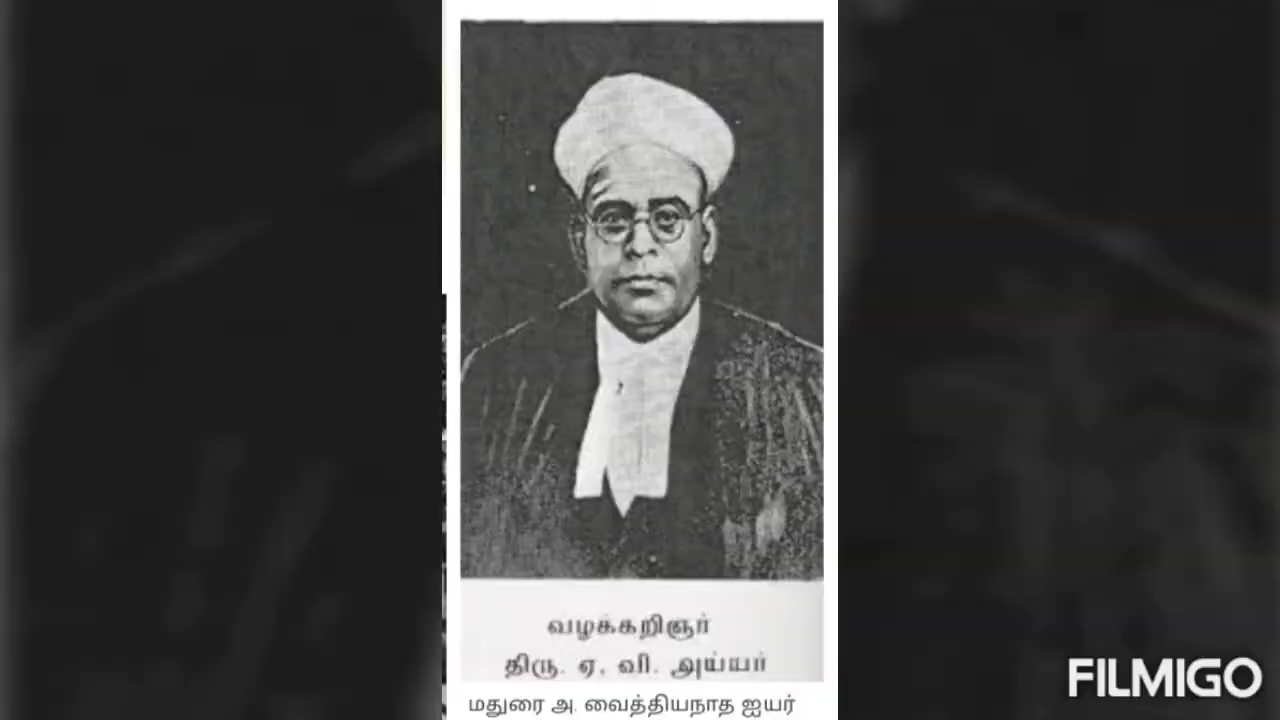 வழக்கறிஞர்
திரு. ஏ. வி. அய்யர்
மதுரை அ. வைத்தியநாத ஐயர்
FILMIGO